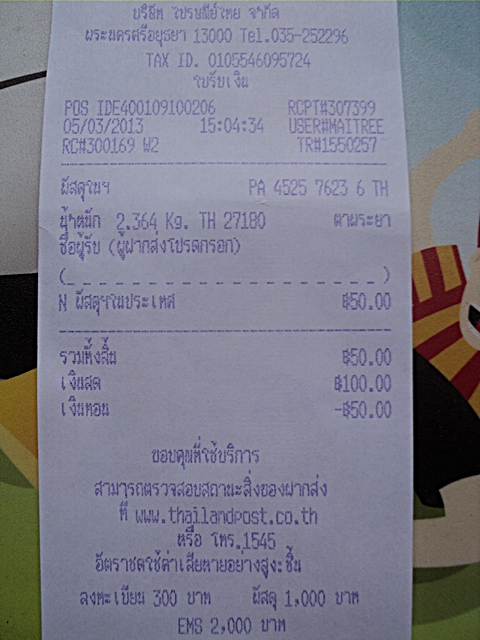 บริษัท ไปรษณีย์ไทย จำกัด
พระนครศรีอยุธยา 13000 Tel.035-252296
TAX ID. 0105546095724
ใบรับเงิน
POS IDE400109100206 RCPT#307399
05/03/2013 15:04:34 USER#MAITREE
RC#300169 W2 TR#1550257
พัสดุในฯ PA 4525 7623 6 TH
น้ำหนัก 2.364 Kg. TH 27180 ตาพระยา
ชื่อผู้รับ (ผู้ฝากส่งโปรดกรอก)
(_ _ _ _ _ _ _ _ _ _ _ _ _ _ _ _ _ _ _)
N พัสดุฯในประเทศ ฿50.00
รวมทั้งสิ้น ฿50.00
เงินสด ฿100.00
เงินทอน -฿50.00
ขอบคุณที่ใช้บริการ
สามารถตรวจสอบสถานะสิ่งของฝากส่ง
ที่ www.thailandpost.co.th
หรือ โทร.1545
อัตราชดใช้ค่าเสียหายอย่างสูงะชิ้น
ลงทะเบียน 300 บาท พัสดุ 1,000 บาท
EMS 2,000 บาท